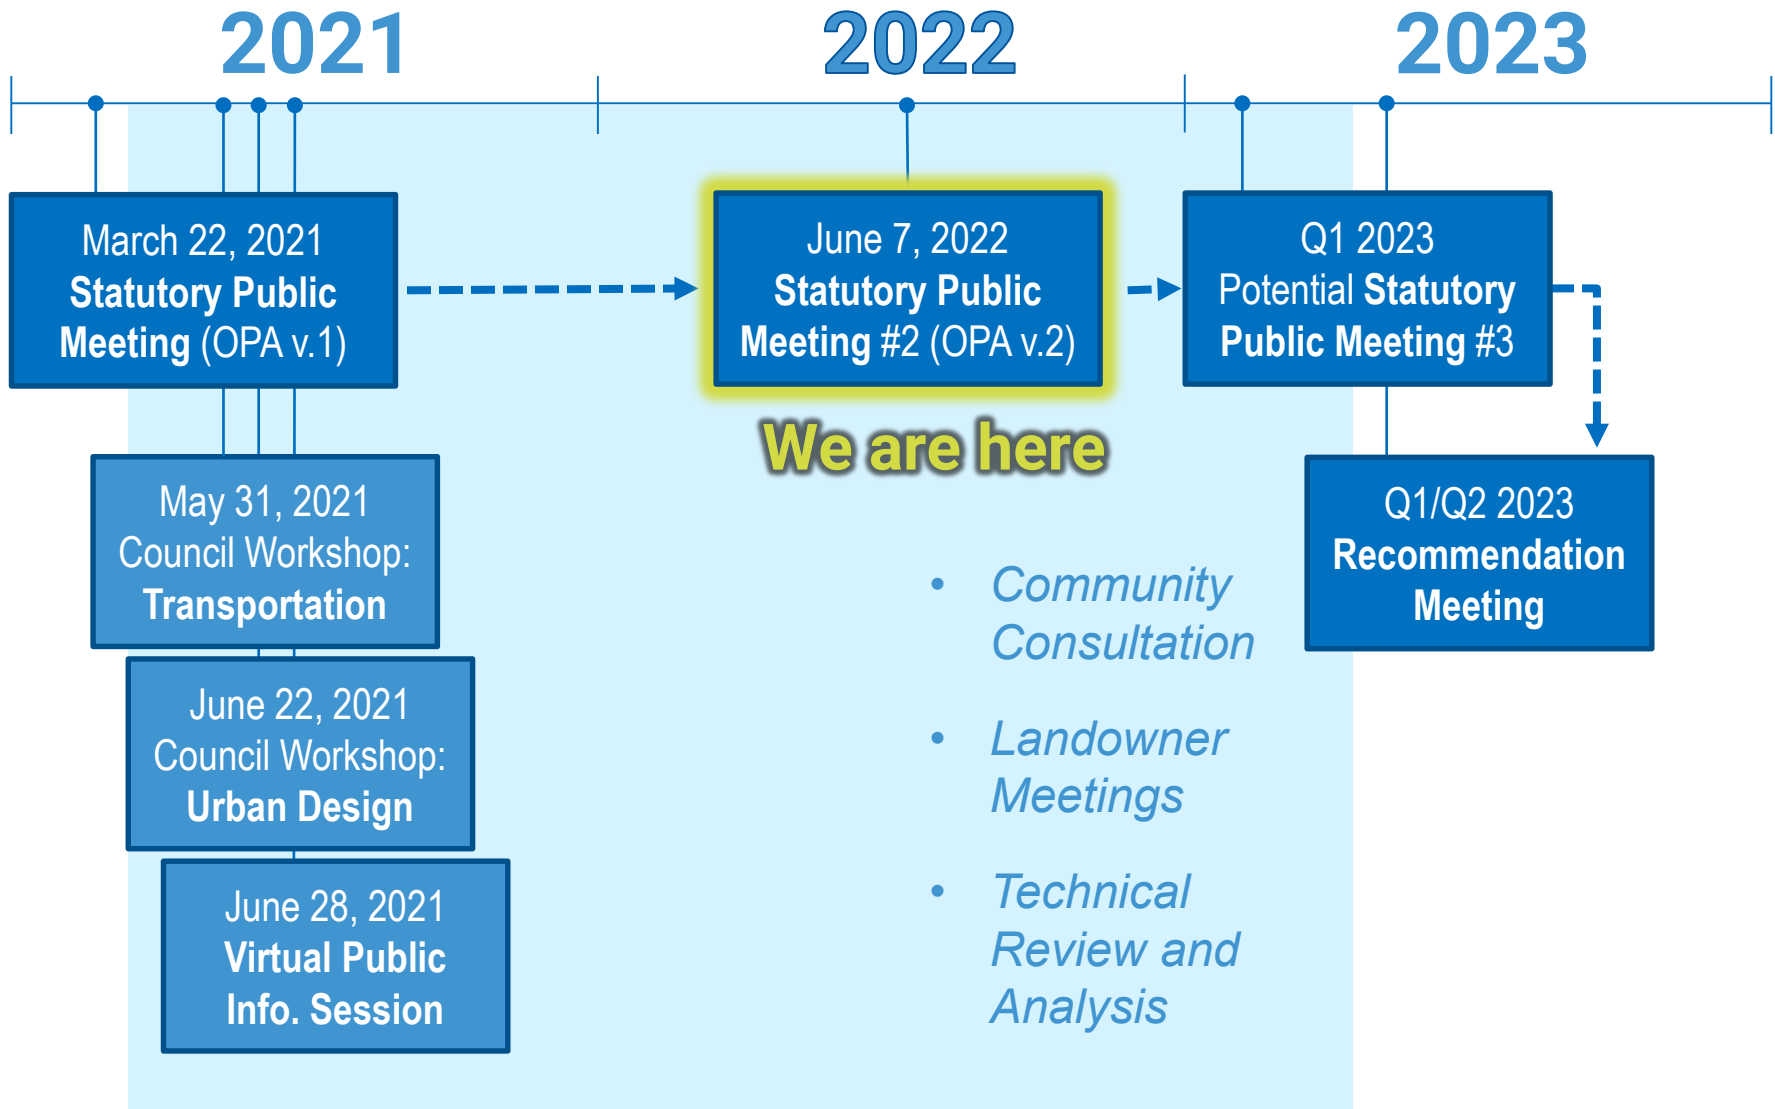 2021
2022
2023
March 22, 2021
Statutory Public
Meeting (OPA v.1)
June 7, 2022
Statutory Public
Meeting #2 (OPA v.2)
Q1 2023
Potential Statutory
Public Meeting #3
We are here
May 31, 2021
Council Workshop:
Transportation
Q1/Q2 2023
Recommendation
Meeting
June 22, 2021
Council Workshop:
Urban Design
June 28, 2021
Virtual Public
Info. Session
• Community
Consultation
• Landowner
Meetings
• Technical
Review and
Analysis